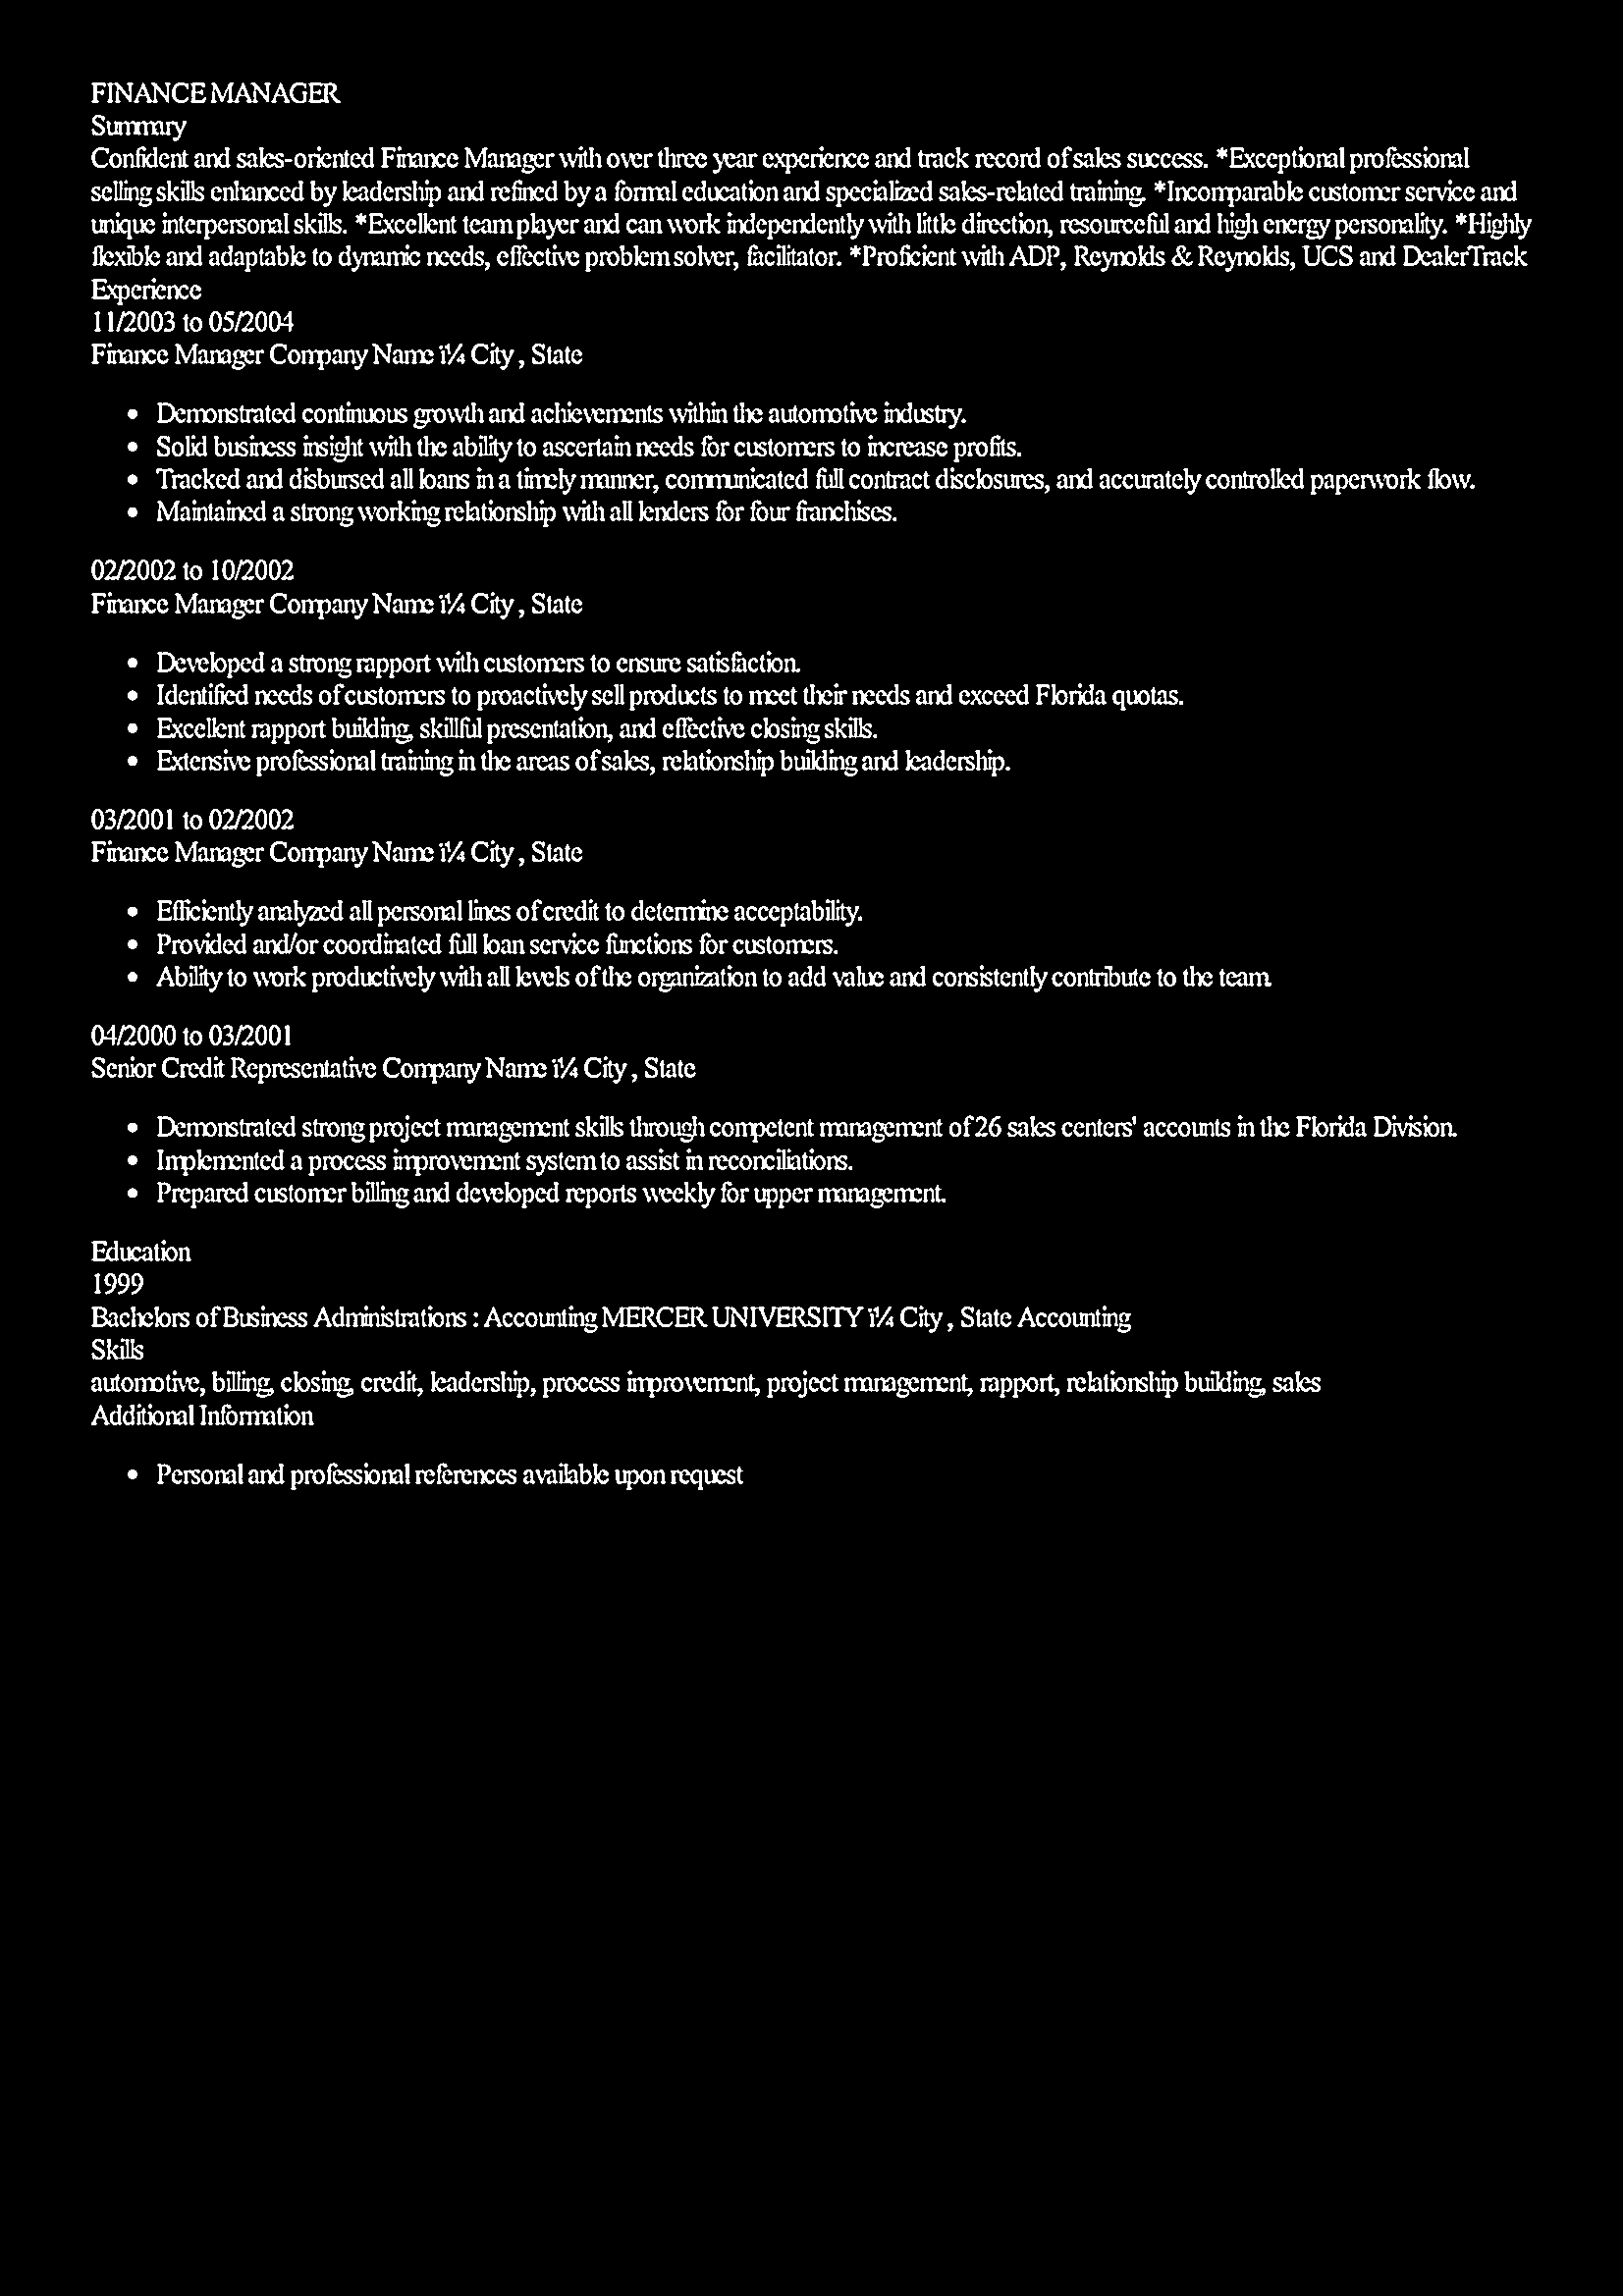 FINANCE MANAGER
Summary
Confident and sales-oriented Finance Manager with over three year experience and track record of sales success. *Exceptional professional
selling skills enhanced by leadership and refined by a formal education and specialized sales-related training. *Incomparable customer service and
unique interpersonal skills. *Excellent team player and can work independently with little direction, resourceful and high energy personality. *Highly
flexible and adaptable to dynamic needs, effective problem solver, facilitator. *Proficient with ADP, Reynolds & Reynolds, UCS and DealerTrack
Experience
11/2003 to 05/2004
Finance Manager Company Name ï¼ City , State
• Demonstrated continuous growth and achievements within the automotive industry.
• Solid business insight with the ability to ascertain needs for customers to increase profits.
• Tracked and disbursed all loans in a timely manner, communicated full contract disclosures, and accurately controlled paperwork flow.
• Maintained a strong working relationship with all lenders for four franchises.
02/2002 to 10/2002
Finance Manager Company Name ï¼ City , State
• Developed a strong rapport with customers to ensure satisfaction.
• Identified needs of customers to proactively sell products to meet their needs and exceed Florida quotas.
• Excellent rapport building, skillful presentation, and effective closing skills.
• Extensive professional training in the areas of sales, relationship building and leadership.
03/2001 to 02/2002
Finance Manager Company Name ï¼ City , State
• Efficiently analyzed all personal lines of credit to determine acceptability.
• Provided and/or coordinated full loan service functions for customers.
• Ability to work productively with all levels of the organization to add value and consistently contribute to the team.
04/2000 to 03/2001
Senior Credit Representative Company Name ï¼ City , State
• Demonstrated strong project management skills through competent management of 26 sales centers' accounts in the Florida Division.
• Implemented a process improvement system to assist in reconciliations.
• Prepared customer billing and developed reports weekly for upper management.
Education
1999
Bachelors of Business Administrations : Accounting MERCER UNIVERSITY ï¼ City , State Accounting
Skills
automotive, billing, closing, credit, leadership, process improvement, project management, rapport, relationship building, sales
Additional Information
• Personal and professional references available upon request